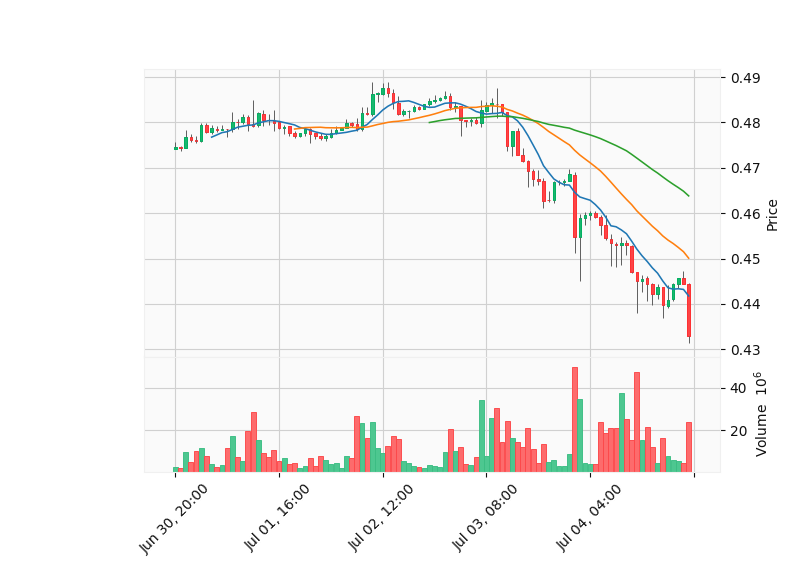 0.49
0.48
0.47
0.46
0.45
0.44
0.43
Price
40
20
Volume 10^6
Jun 30, 20:00
Jul 01, 16:00
Jul 02, 12:00
Jul 03, 08:00
Jul 04, 04:00